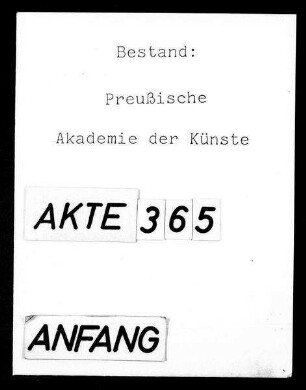 Bestand:
Preußische
Akademie der Künste
AKTE 365
ANFANG